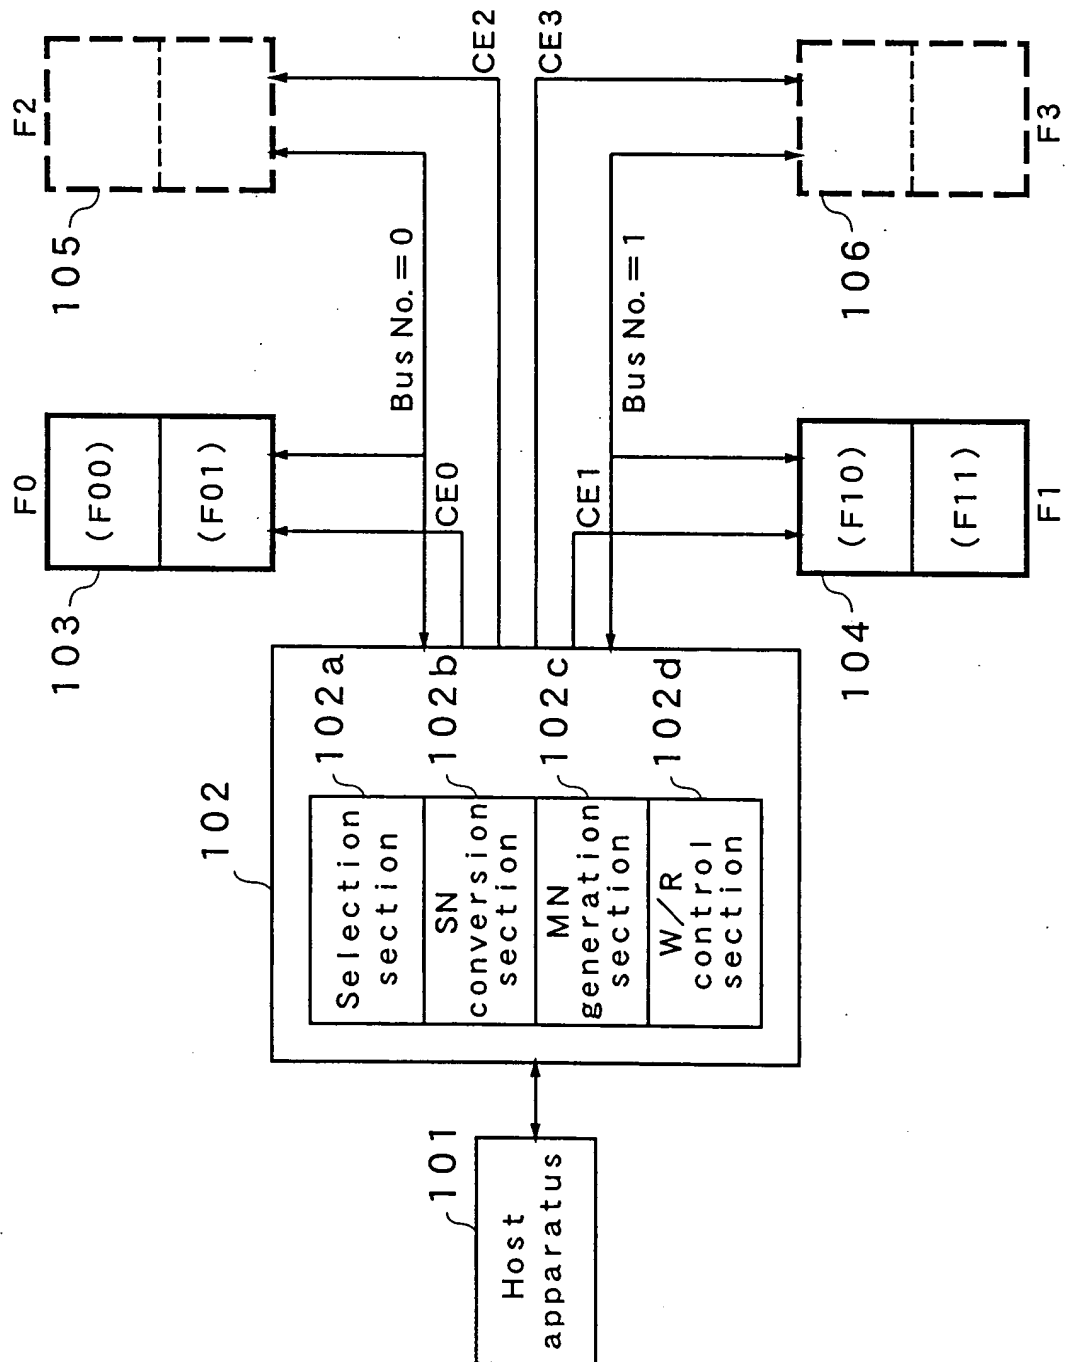 101
Host
apparatus
102
Selection
section
102a
SN
conversion
section
102b
MN
generation
section
102c
W/R
control
section
102d
103
F0
(F00)
(F01)
CE0
Bus No.=0
105
F2
CE2
CE3
CE1
Bus No.=1
104
(F10)
(F11)
F1
106
F3